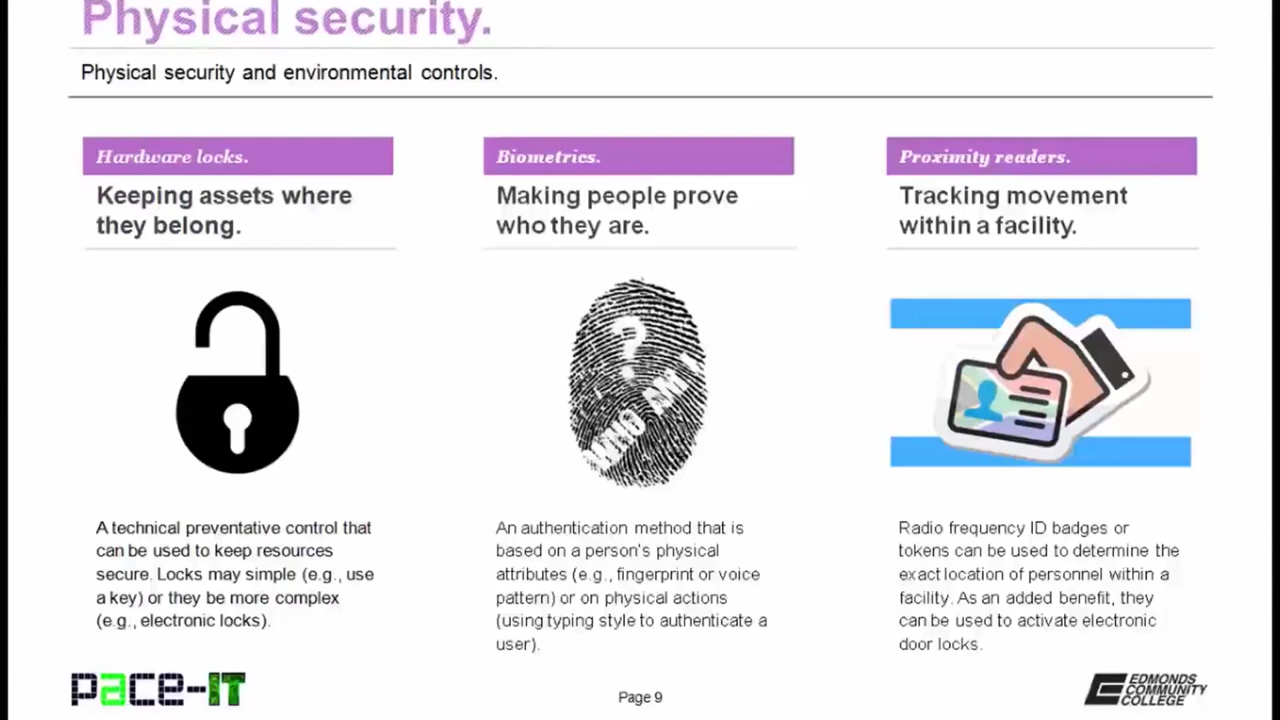 Physical security.
Physical security and environmental controls.
Hardware locks.
Keeping assets where
they belong.
A technical preventative control that
can be used to keep resources
secure. Locks may simple (e.g., use
a key) or they be more complex
(e.g., electronic locks).
Biometrics.
Making people prove
who they are.
?
WHO AM I
An authentication method that is
based on a person's physical
attributes (e.g., fingerprint or voice
pattern) or on physical actions
(using typing style to authenticate a
user).
Proximity readers.
Tracking movement
within a facility.
Radio frequency ID badges or
tokens can be used to determine the
exact location of personnel within a
facility. As an added benefit, they
can be used to activate electronic
door locks.
pace-IT
Page 9
EDMONDS
COMMUNITY
COLLEGE